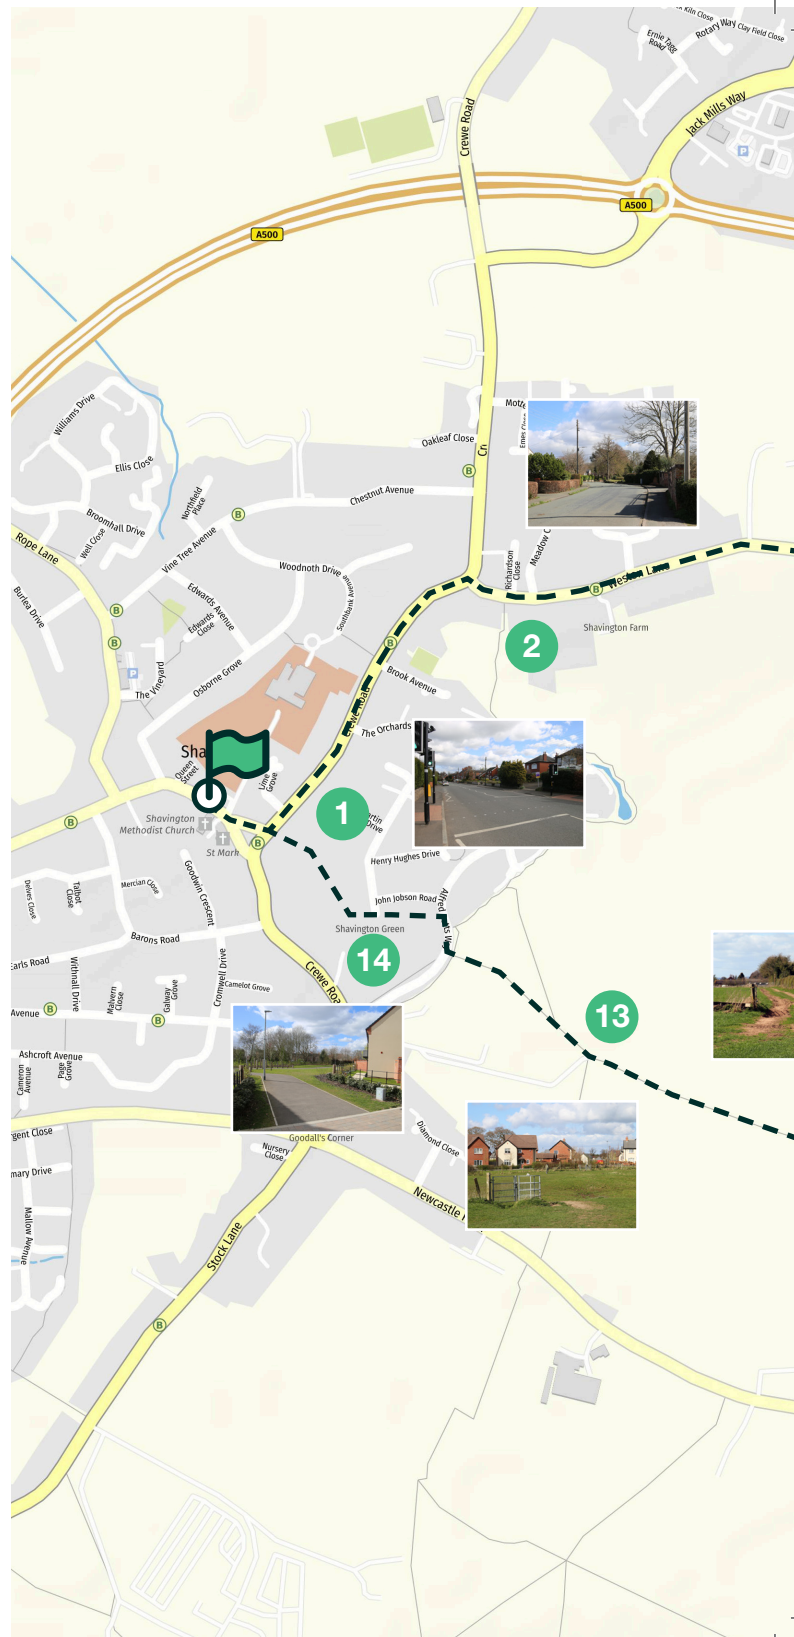 Kiln Close
Rotary Way
Clay Field Close
Ernie Tagg
Road
Jack Mills Way
P
Crewe Road
A500
A500
Williams Drive
Ellis Close
Oakleaf Close
B
Chestnut Avenue
Northfield
Place
B
Broomhall Drive
Well Close
Vine Tree Avenue
Rope Lane
Woodnoth Drive
Richardson
Close
Meadow
B
Weston Lane
Southbank Avenue
Burlea Drive
Edwards Avenue
Edwards
Close
B
B
B
Shavington Farm
2
Osborne Grove
P
The Vineyard
Brook Avenue
Crewe Road
The Orchards
Sha
Queen
Street
Lime
Grove
1
Drive
Shavington
Methodist Church
B
St Mark
B
Henry Hughes Drive
Goodwin Crescent
Mercian Close
Talbot
Close
Delves Close
John Jobson Road
Alfred
Shavington Green
Barons Road
14
Earls Road
Withnall Drive
Cromwell Drive
Camelot Grove
Galway
Grove
Malvern
Close
Crewe Roa
13
Avenue
B
B
Ashcroft Avenue
Cameron
Avenue
Page
Grove
Goodall's Corner
Nursery
Close
Diamond Close
gent Close
mary Drive
Newcastle
Mallow Avenue
Stock Lane
B